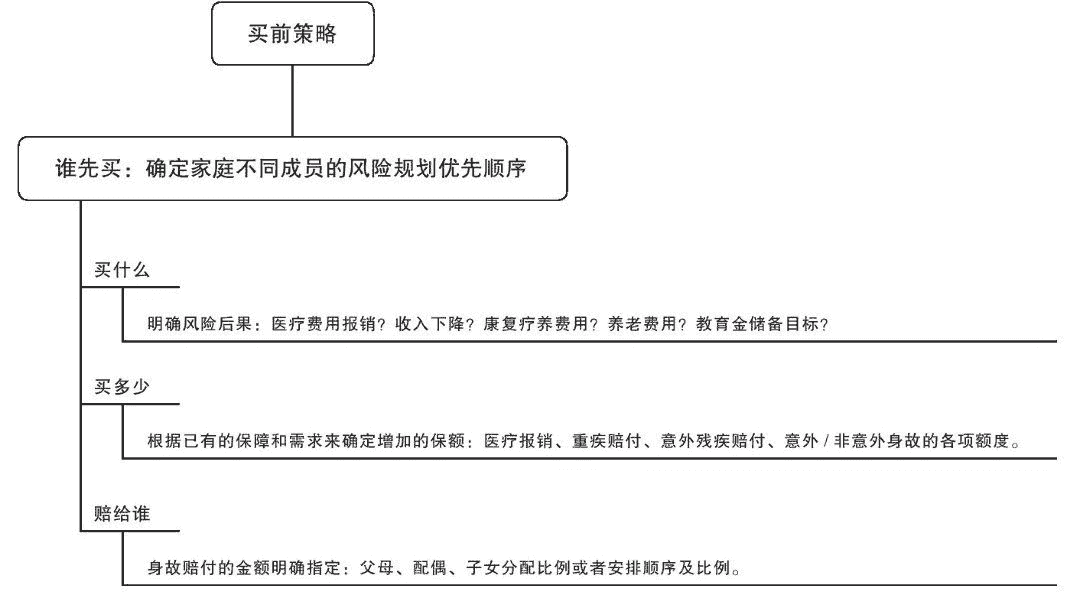 买前策略
谁先买：确定家庭不同成员的风险规划优先顺序
买什么
明确风险后果：医疗费用报销？收入下降？康复疗养费用？养老费用？教育金储备目标？
买多少
根据已有的保障和需求来确定增加的保额：医疗报销、重疾赔付、意外残疾赔付、意外 / 非意外身故的各项额度。
赔给谁
身故赔付的金额明确指定：父母、配偶、子女分配比例或者安排顺序及比例。